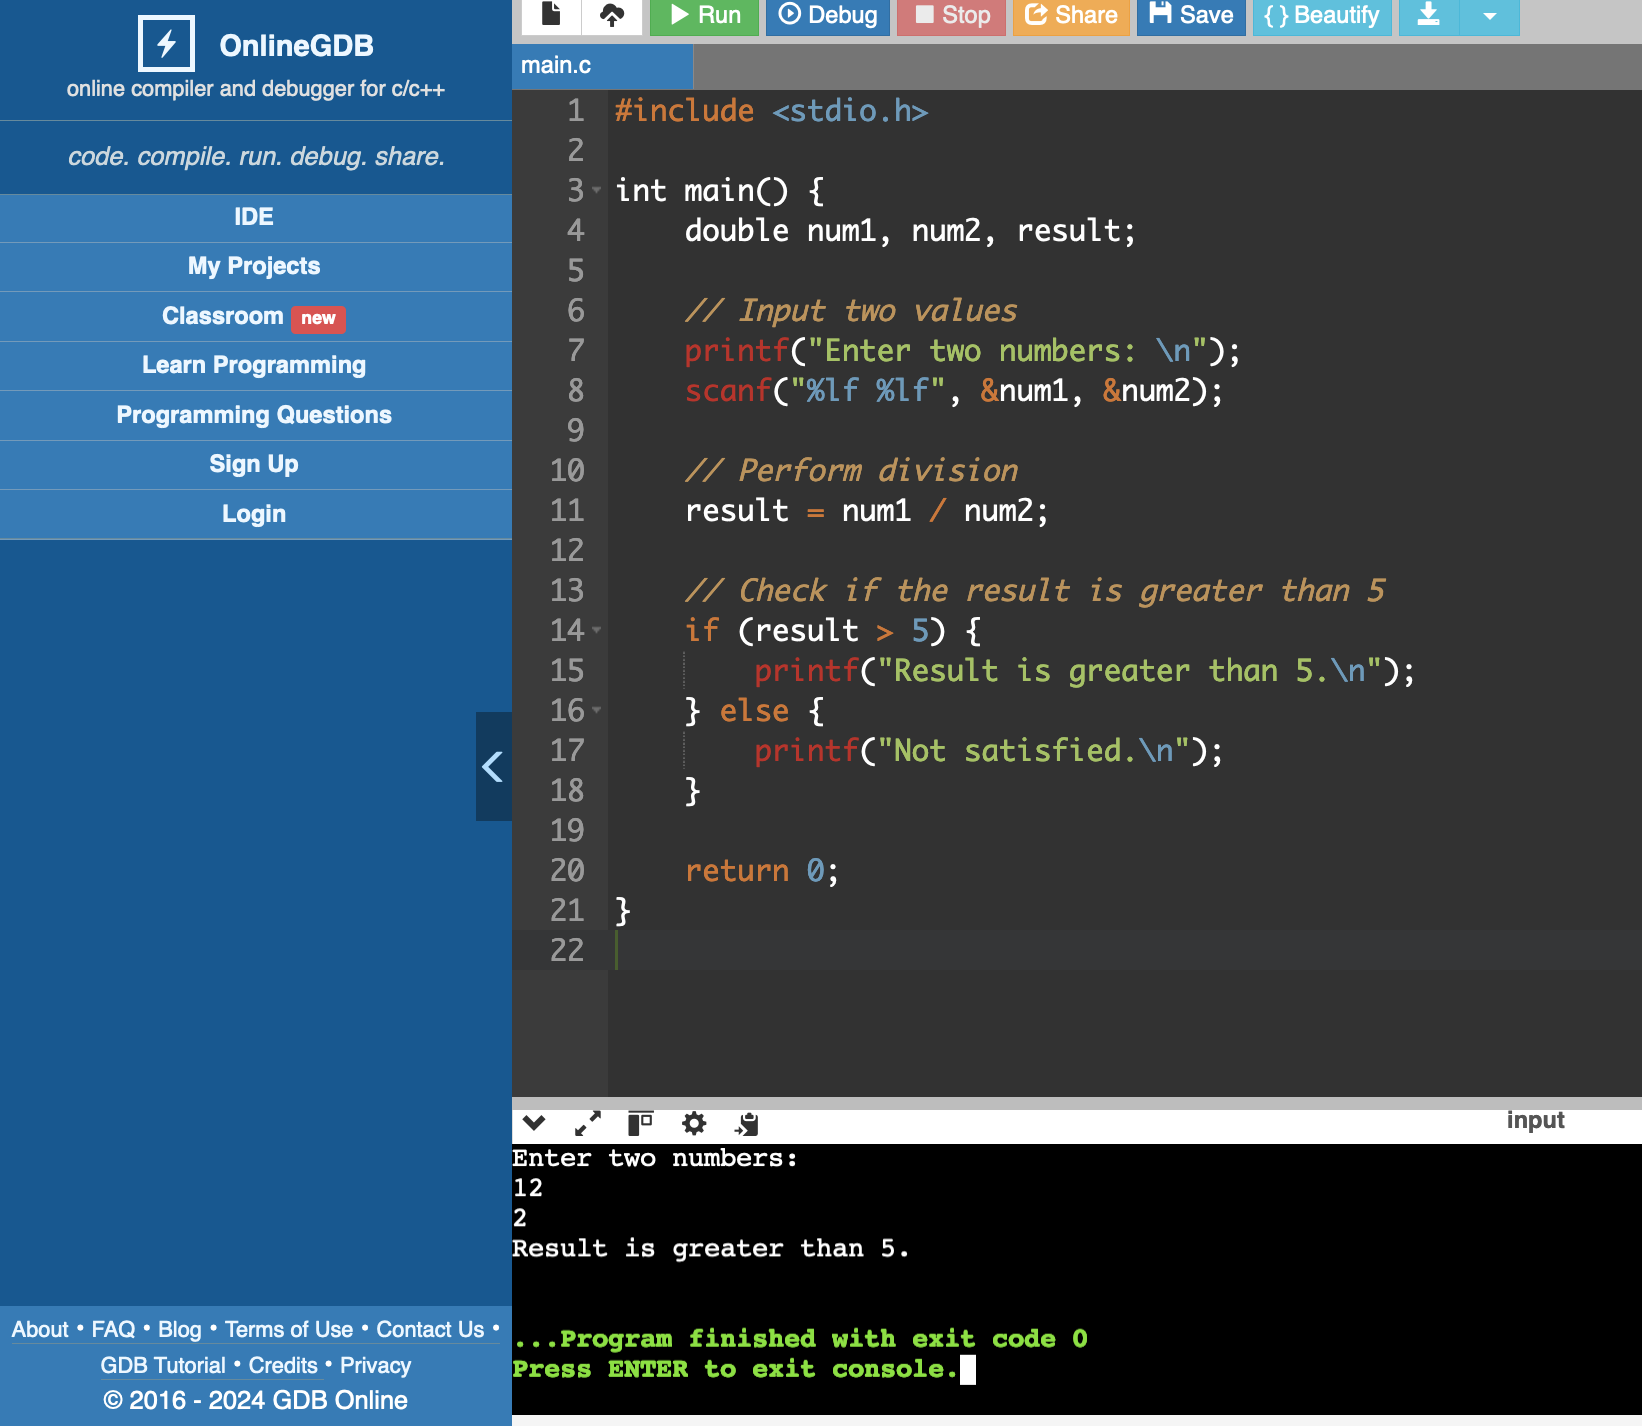 OnlineGDB
online compiler and debugger for c/c++
code. compile. run. debug. share.
IDE
My Projects
Classroom new
Learn Programming
Programming Questions
Sign Up
Login
About • FAQ • Blog • Terms of Use • Contact Us •
GDB Tutorial • Credits • Privacy
© 2016 - 2024 GDB Online
Run Debug Stop Share Save {} Beautify
main.c
1 #include <stdio.h>
2
3 int main() {
4     double num1, num2, result;
5
6     // Input two values
7     printf("Enter two numbers: \n");
8     scanf("%lf %lf", &num1, &num2);
9
10     // Perform division
11     result = num1 / num2;
12
13     // Check if the result is greater than 5
14     if (result > 5) {
15         printf("Result is greater than 5.\n");
16     } else {
17         printf("Not satisfied.\n");
18     }
19
20     return 0;
21 }
22
input
Enter two numbers:
12
2
Result is greater than 5.
...Program finished with exit code 0
Press ENTER to exit console.